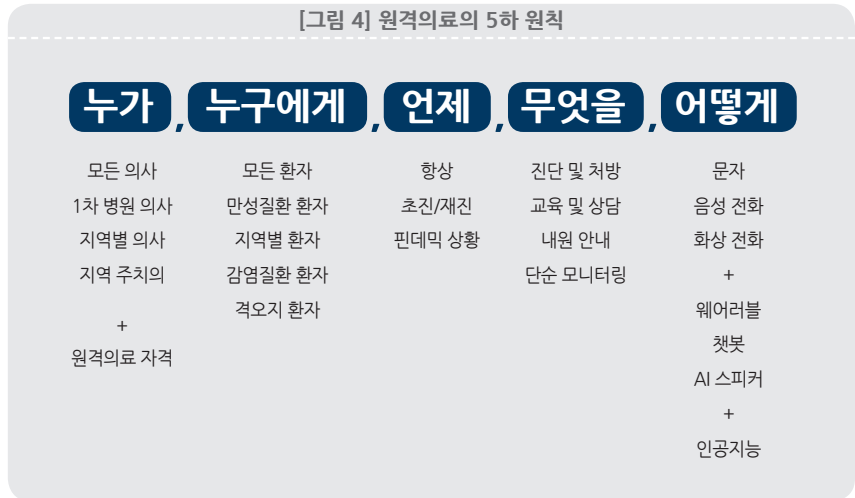 [그림 4] 원격의료의 5하 원칙
누가, 누구에게, 언제, 무엇을, 어떻게
모든 의사
1차 병원 의사
지역별 의사
지역 주치의
+
원격의료 자격
모든 환자
만성질환 환자
지역별 환자
감염질환 환자
격오지 환자
항상
초진/재진
핀데믹 상황
진단 및 처방
교육 및 상담
내원 안내
단순 모니터링
문자
음성 전화
화상 전화
+
웨어러블
챗봇
AI 스피커
+
인공지능